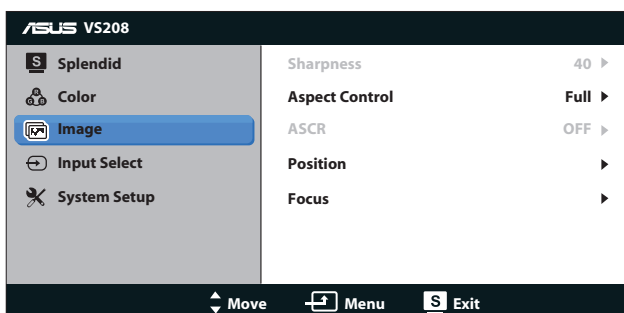 ASUS VS208
S Splendid
Color
Image
Input Select
System Setup
Sharpness 40
Aspect Control Full
ASCR OFF
Position
Focus
Move Menu S Exit